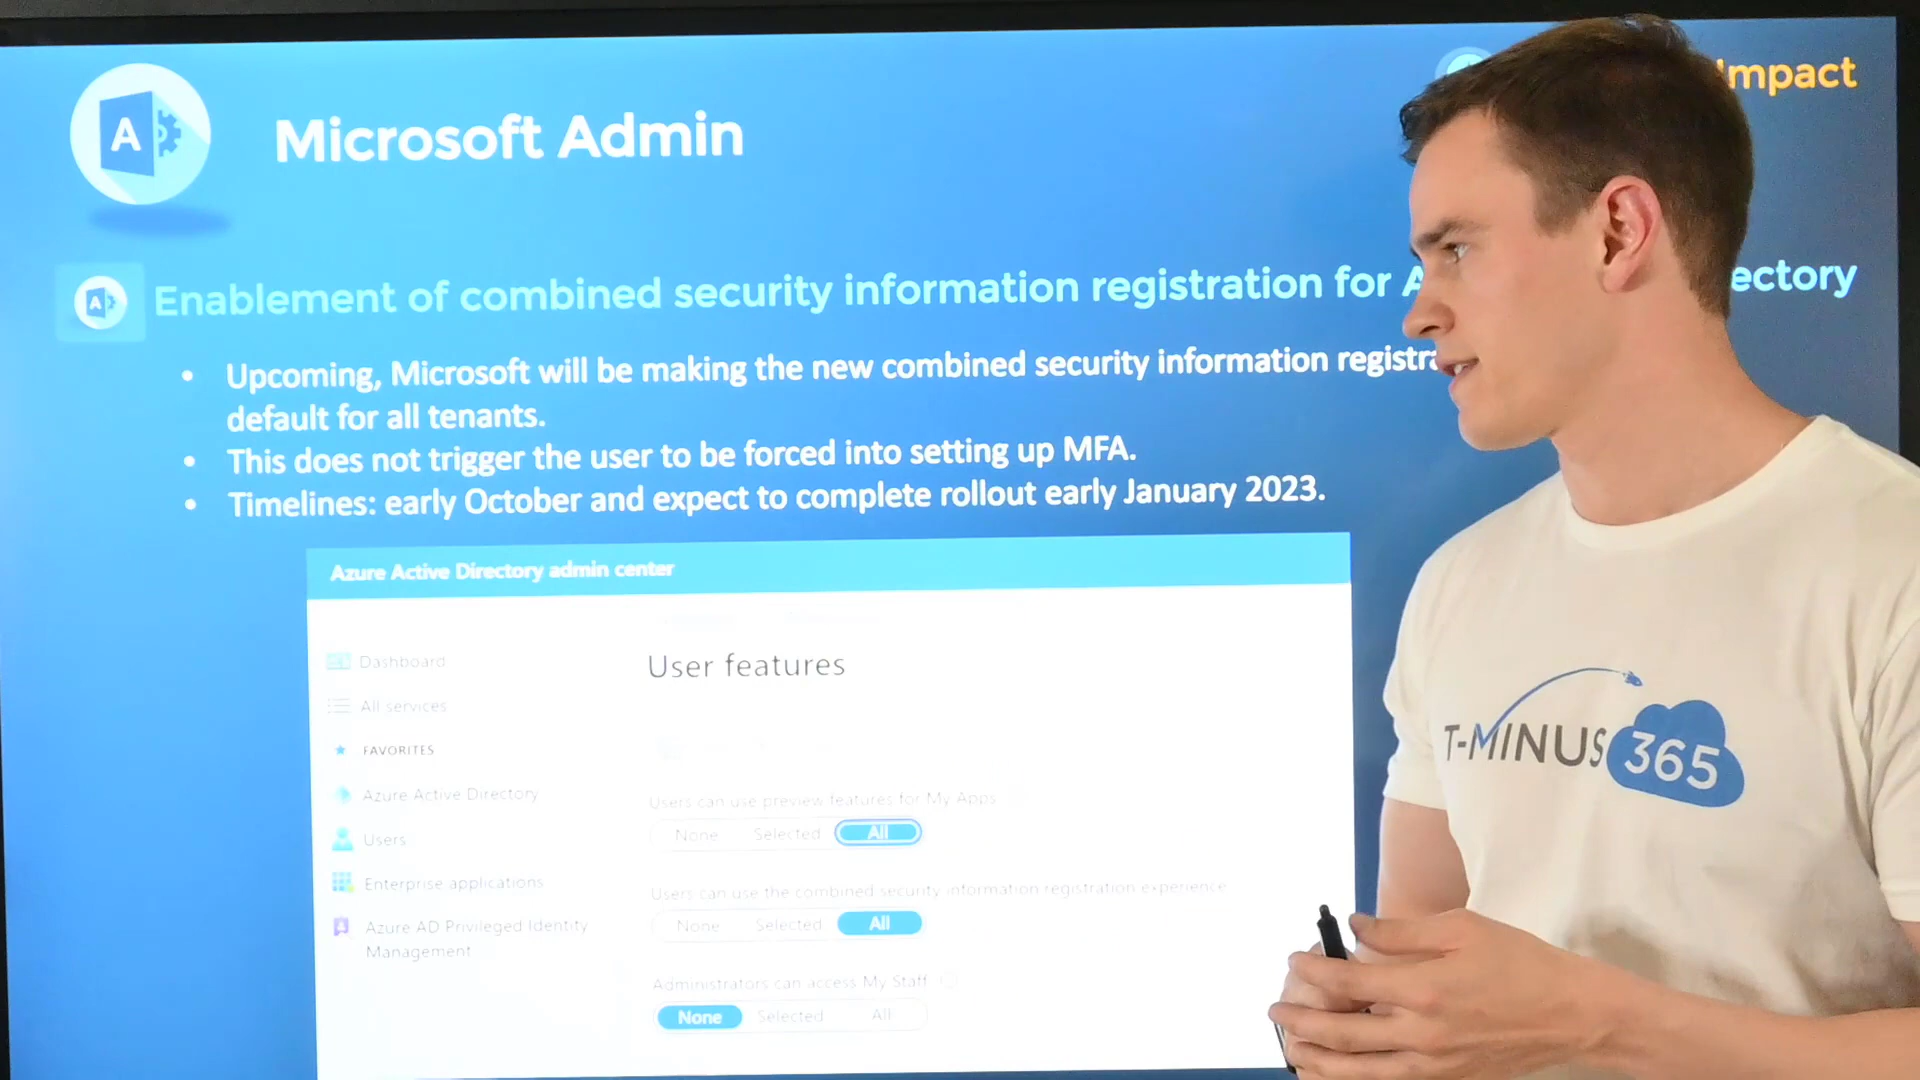 A
Microsoft Admin
Impact
A
Enablement of combined security information registration for A
ectory
• Upcoming, Microsoft will be making the new combined security information registra
default for all tenants.
• This does not trigger the user to be forced into setting up MFA.
• Timelines: early October and expect to complete rollout early January 2023.
Azure Active Directory admin center
Dashboard
All services
FAVORITES
Azure Active Directory
Users
Enterprise applications
Azure AD Privileged Identity
Management
User features
Users can use preview features for My Apps
None Selected All
Users can use the combined security information registration experience
None Selected All
Administrators can access My Staff
None Selected All
T-MINUS 365